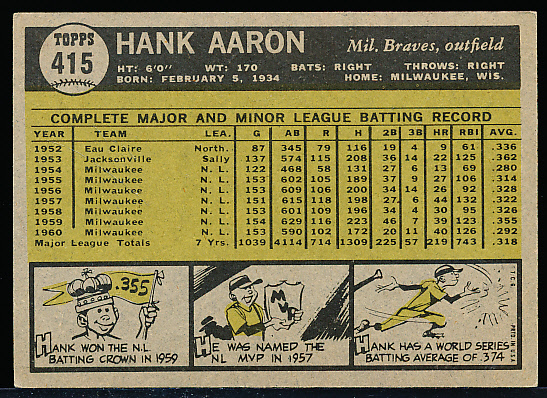 TOPPS
415
HANK AARON
Mil. Braves, outfield
HT: 6'0" WT: 170 BATS: RIGHT THROWS: RIGHT
BORN: FEBRUARY 5, 1934 HOME: MILWAUKEE, WIS.
COMPLETE MAJOR AND MINOR LEAGUE BATTING RECORD
YEAR TEAM LEA. G AB R H 2B 3B HR RBI AVG.
1952 Eau Claire North. 87 345 79 116 19 4 9 61 .336
1953 Jacksonville Sally 137 574 115 208 36 14 22 125 .362
1954 Milwaukee N.L. 122 468 58 131 27 6 13 69 .280
1955 Milwaukee N.L. 153 602 105 189 37 9 27 106 .314
1956 Milwaukee N.L. 153 609 106 200 34 14 26 92 .328
1957 Milwaukee N.L. 151 615 118 198 27 6 44 132 .322
1958 Milwaukee N.L. 153 601 109 196 34 4 30 95 .326
1959 Milwaukee N.L. 154 629 116 223 46 7 39 123 .355
1960 Milwaukee N.L. 153 590 102 172 20 11 40 126 .292
Major League Totals 7 Yrs. 1039 4114 714 1309 225 57 219 743 .318
.355
HANK WON THE N.L.
BATTING CROWN IN 1959
MVP
HE WAS NAMED THE
NL MVP IN 1957
HANK HAS A WORLD SERIES
BATTING AVERAGE OF .374
T.C.G. PRTD. IN U.S.A.